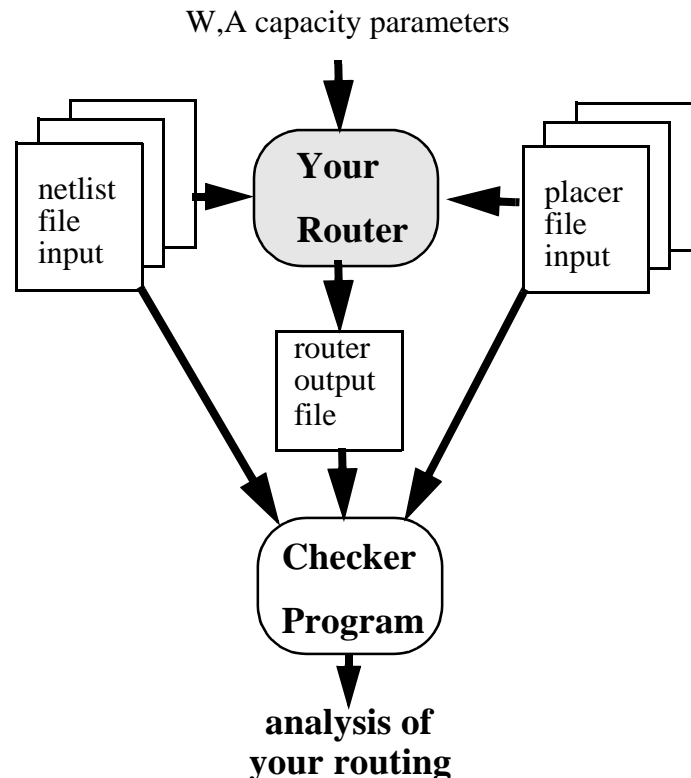 W,A capacity parameters
Your
Router
netlist
file
input
placer
file
input
router
output
file
Checker
Program
analysis of
your routing